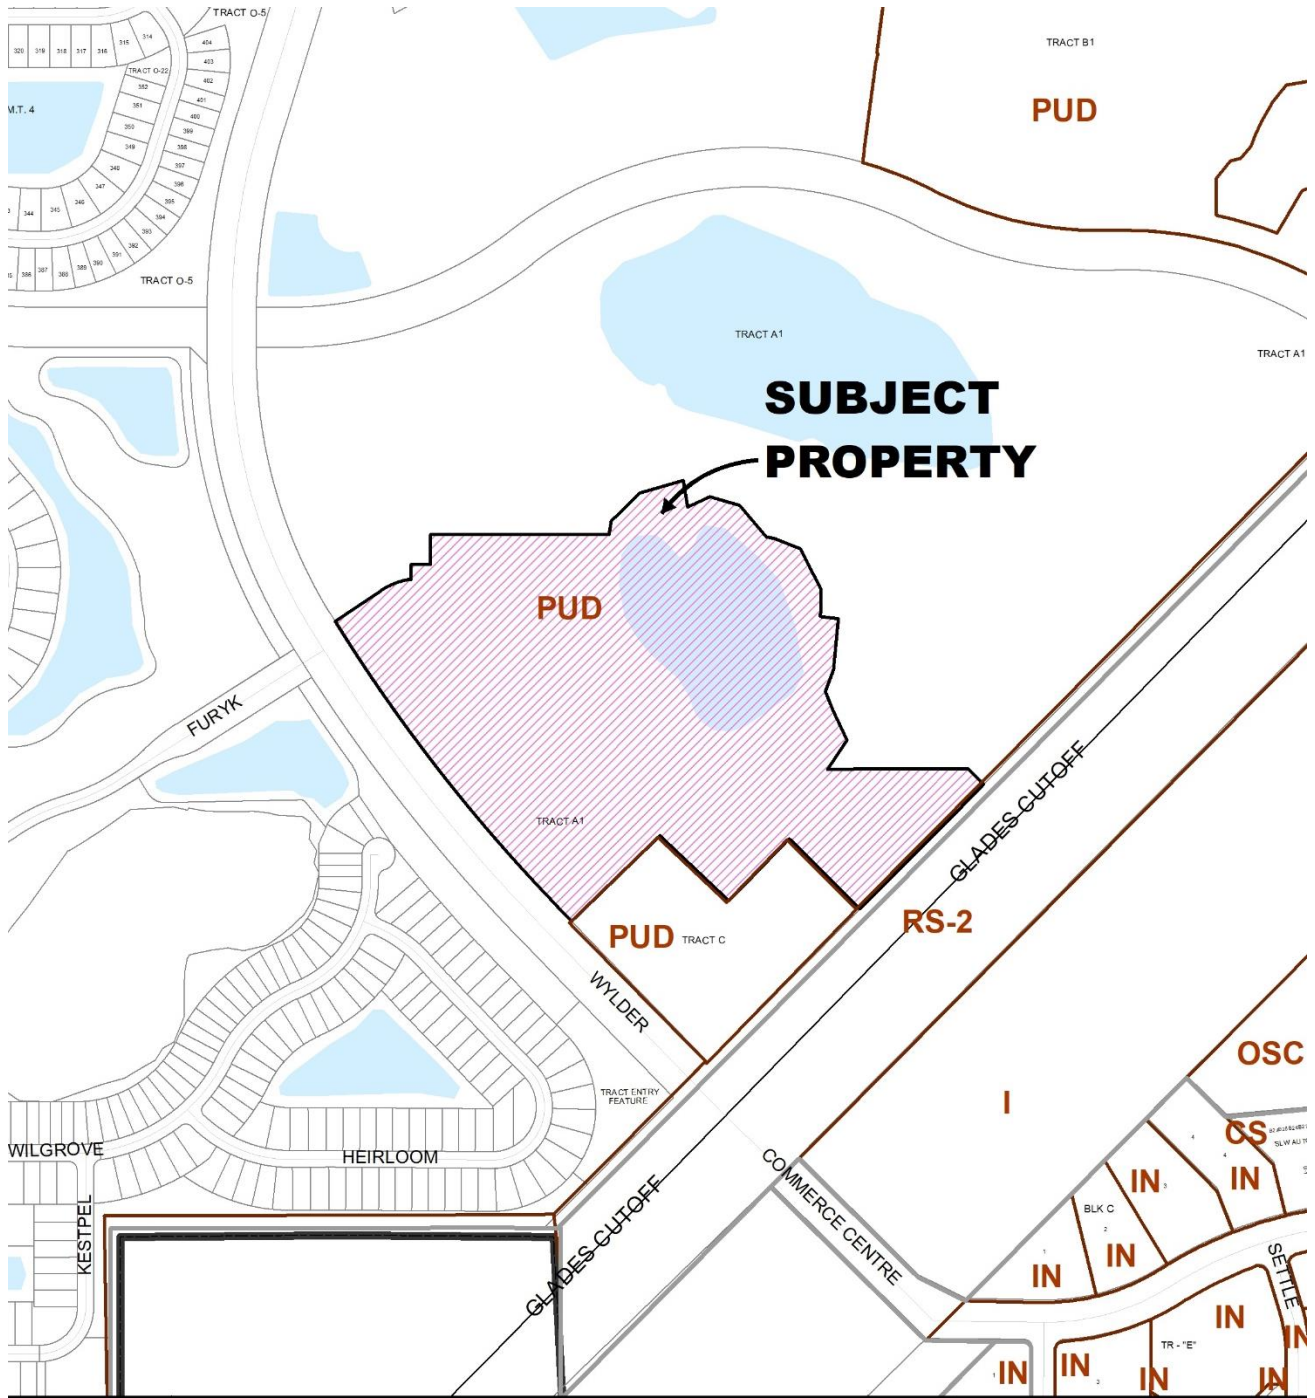 TRACT O-5
320
319
318
317
316
315
314
404
403
TRACT O-22
402
352
401
351
400
M.T. 4
350
399
349
398
397
348
396
347
395
346
345
344
394
393
392
391
390
389
388
387
386
TRACT O-5
TRACT B1
PUD
TRACT A1
TRACT A1
SUBJECT
PROPERTY
PUD
FURYK
TRACT A1
GLADES CUTOFF
RS-2
PUD
TRACT C
WYLDER
TRACT ENTRY
FEATURE
OSC
I
CS
4
4
IN
IN
3
WILGROVE
HEIRLOOM
COMMERCE CENTRE
BLK C
2
IN
1
IN
KESTPEL
GLADES CUTOFF
SETTLE
IN
IN
TR - "E"
IN
IN
2
IN
IN
1